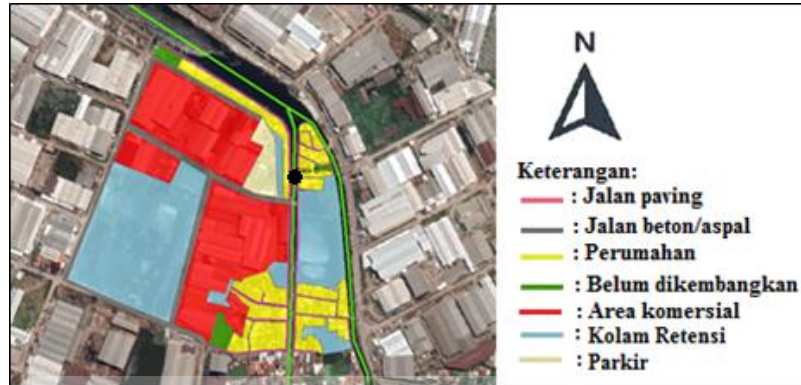 N
Keterangan:
: Jalan paving
: Jalan beton/aspal
: Perumahan
: Belum dikembangkan
: Area komersial
: Kolam Retensi
: Parkir